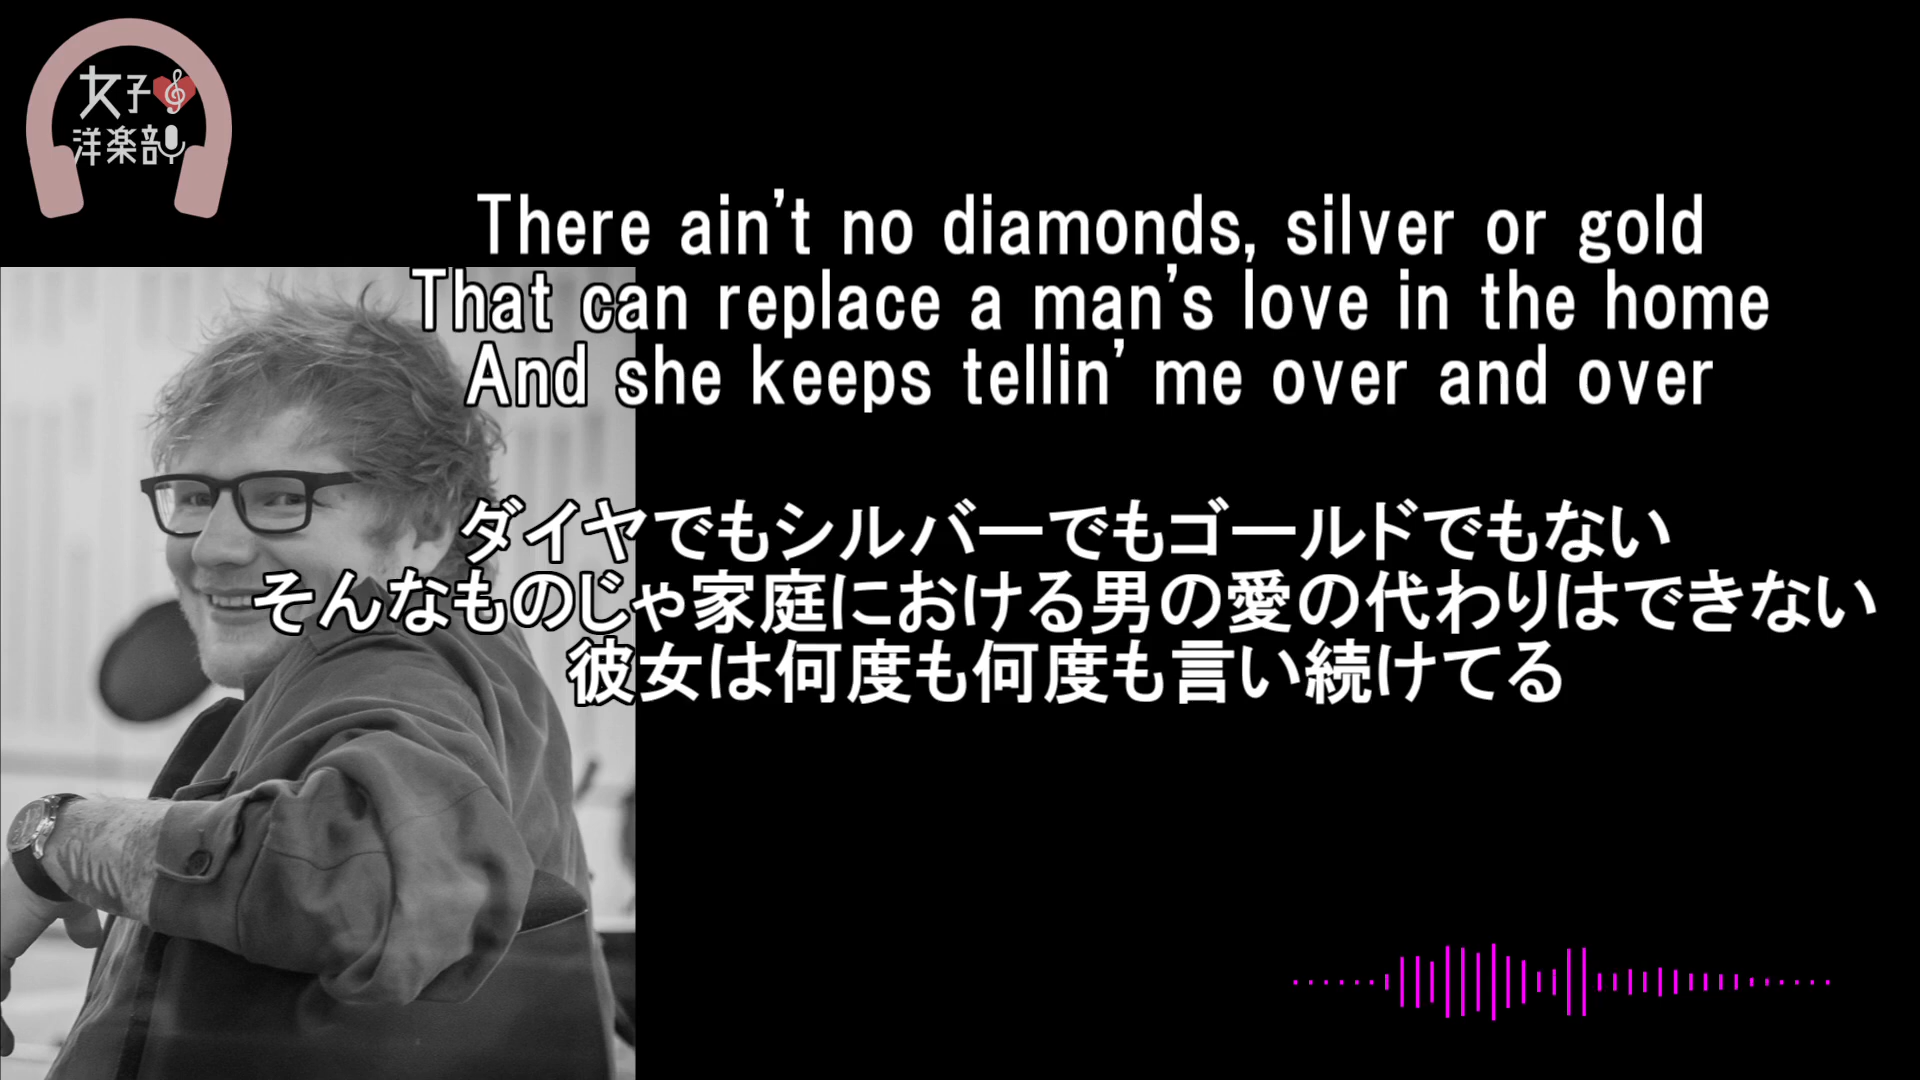 女子
洋楽部
There ain't no diamonds, silver or gold
That can replace a man's love in the home
And she keeps tellin' me over and over
ダイヤでもシルバーでもゴールドでもない
そんなものじゃ家庭における男の愛の代わりはできない
彼女は何度も何度も言い続けてる